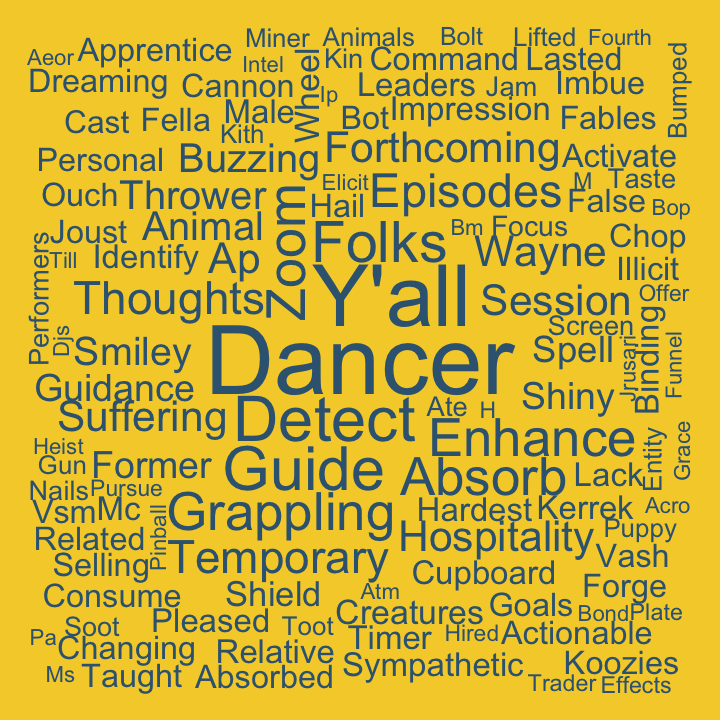 Miner Animals Bolt Lifted Fourth
Aeor Apprentice Intel Kin Command Lasted
Dreaming Cannon Wheel Ip Leaders Jam Imbue Bumped
Cast Fella Male Bot Impression Fables
Kith
Personal Buzzing Forthcoming Activate
Ouch Thrower Elicit Episodes M Taste
Hail False Bop
Joust Animal Zoom Folks Bm Focus Chop
Till Identify Ap Wayne Illicit
Performers Thoughts Y'all Session Offer
Djs Smiley Screen Spell Jrusar Binding Funnel
Guidance Dancer Shiny
Suffering Detect Ate H Enhance Entity Grace
Heist
Gun Former Guide Absorb Lack
Nails Pursue
Vsm Mc Pinball Grappling Hardest Kerrek Acro
Related Temporary Hospitality Puppy
Selling Cupboard Vash
Consume Shield Atm Creatures Goals Forge
Bond Plate
Pa Soot Pleased Toot Timer Hired Actionable
Changing Relative Sympathetic Koozies
Ms Taught Absorbed Trader Effects